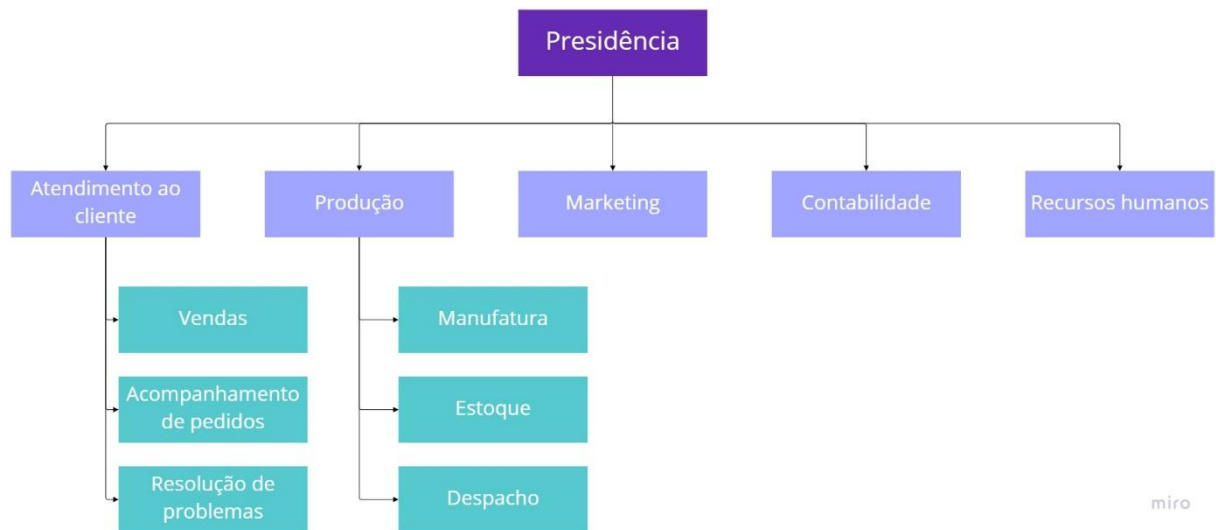 Presidência
Atendimento ao
cliente
Produção
Marketing
Contabilidade
Recursos humanos
Vendas
Acompanhamento
de pedidos
Resolução de
problemas
Manufatura
Estoque
Despacho
miro